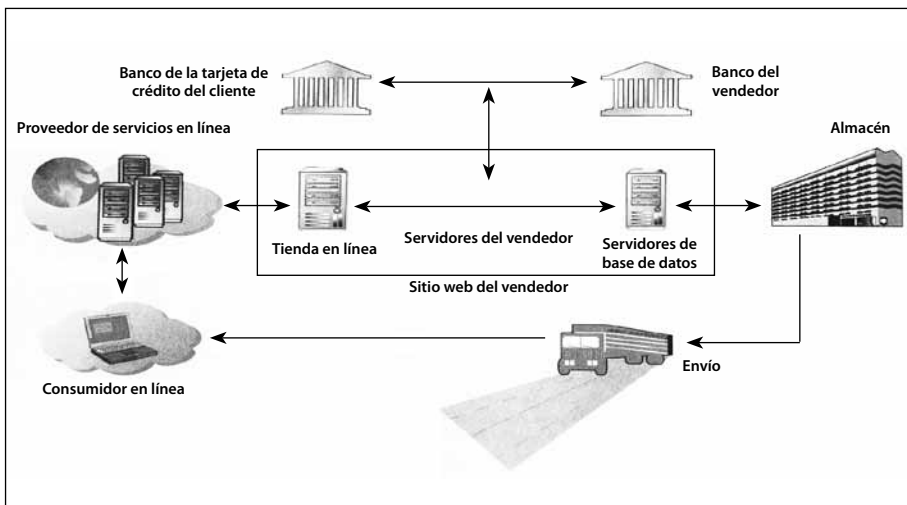 Banco de la tarjeta de
crédito del cliente
Banco del
vendedor
Proveedor de servicios en línea
Almacén
Tienda en línea
Servidores del vendedor
Servidores de
base de datos
Sitio web del vendedor
Consumidor en línea
Envío